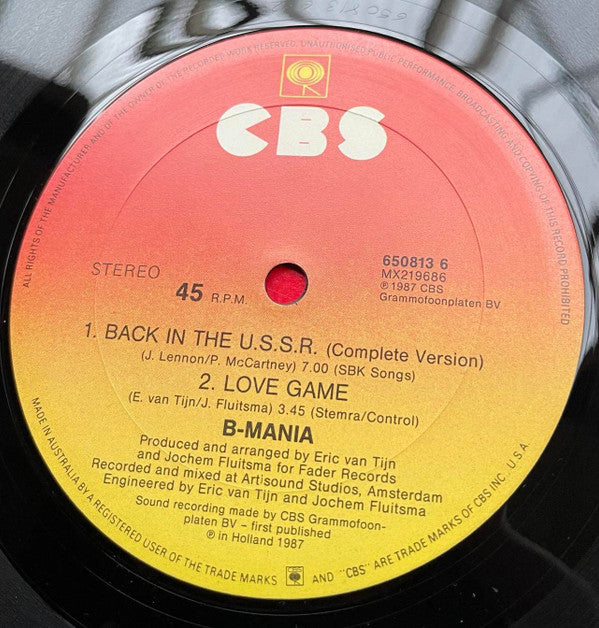 ALL RIGHTS OF THE MANUFACTURER AND OF THE OWNER OF THE RECORDED WORK RESERVED. UNAUTHORISED PUBLIC PERFORMANCE, BROADCASTING AND COPYING OF THIS RECORD PROHIBITED
CBS
STEREO
45 R.P.M.
650813 6
MX219686
℗ 1987 CBS
Grammofoonplaten BV
1. BACK IN THE U.S.S.R. (Complete Version)
(J. Lennon/P. McCartney) 7.00 (SBK Songs)
2. LOVE GAME
(E. van Tijn/J. Fluitsma) 3.45 (Stemra/Control)
B-MANIA
Produced and arranged by Eric van Tijn
and Jochem Fluitsma for Fader Records
Recorded and mixed at Artisound Studios, Amsterdam
Engineered by Eric van Tijn and Jochem Fluitsma
Sound recording made by CBS Grammofoon-
platen BV - first published
℗ in Holland 1987
MADE IN AUSTRALIA BY A REGISTERED USER OF THE TRADE MARKS AND "CBS" ARE TRADE MARKS OF CBS INC. U.S.A.